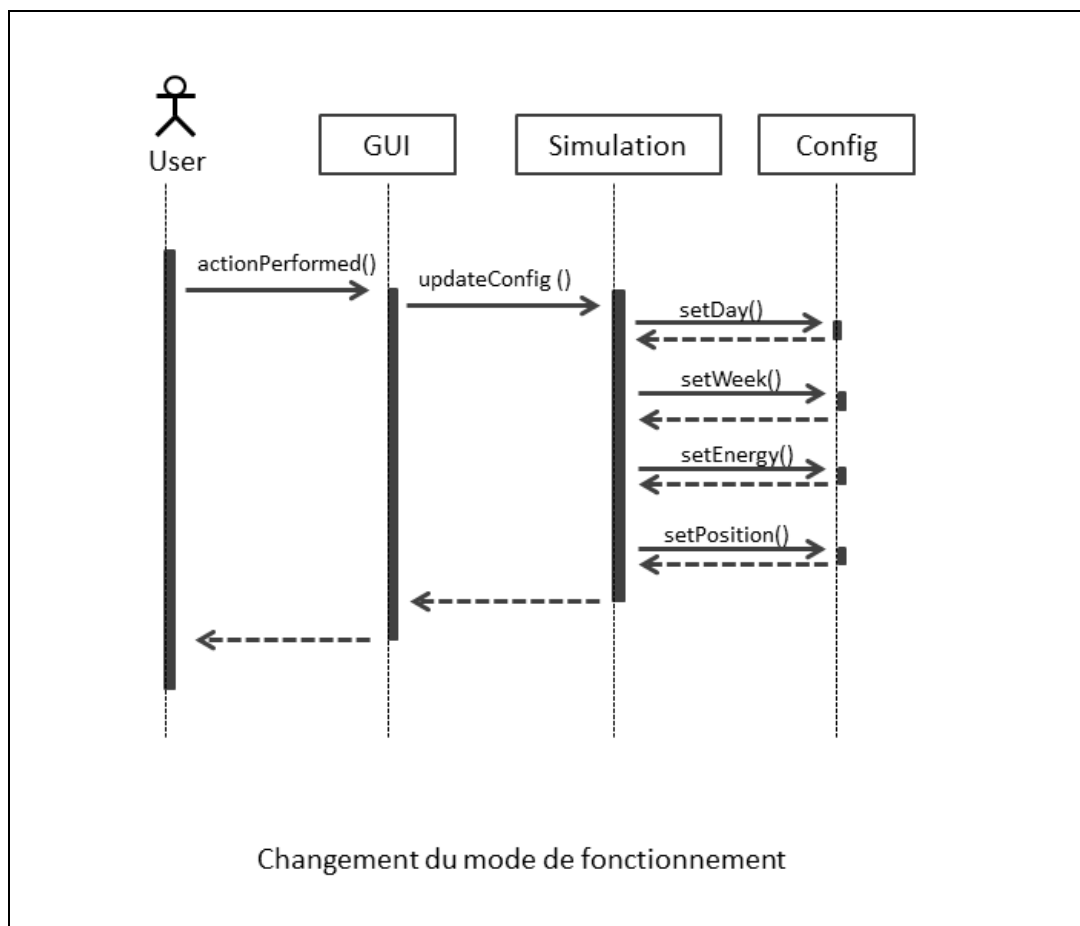 User
GUI
Simulation
Config
actionPerformed()
updateConfig ()
setDay()
setWeek()
setEnergy()
setPosition()
Changement du mode de fonctionnement